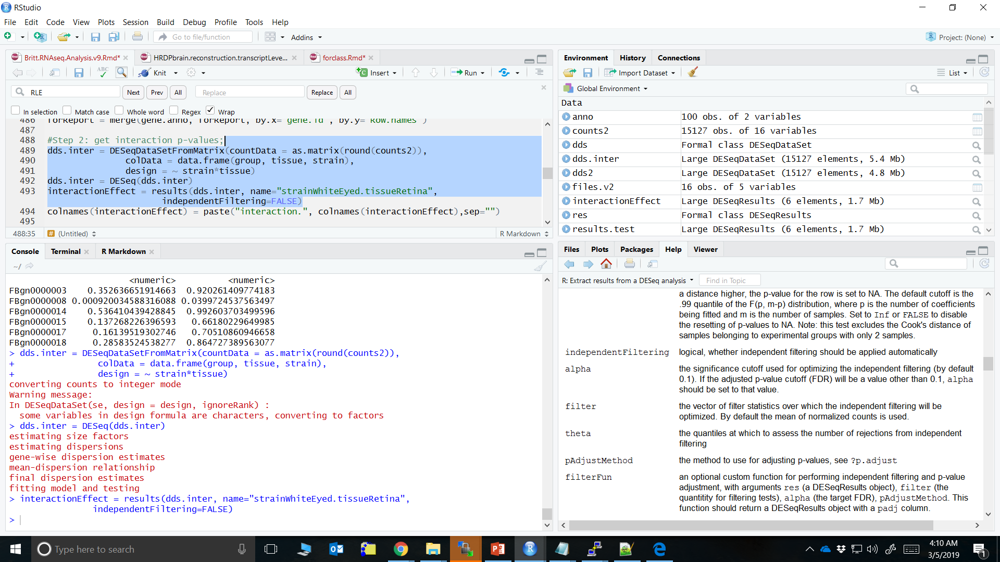 RStudio
File Edit Code View Plots Session Build Debug Profile Tools Help
Go to file/function Addins Project: (None)
Britt.RNAseq.Analysis.v9.Rmd* HRDPbrain.reconstruction.transcriptLeve... forclass.Rmd*
ABC Knit Insert Run
RLE Next Prev All Replace Replace All
In selection Match case Whole word Regex Wrap
486 forReport = merge(gene.anno, forReport, by.x="gene.id", by.y="Row.names")
487
488 #Step 2: get interaction p-values;
489 dds.inter = DESeqDataSetFromMatrix(countData = as.matrix(round(counts2)),
490 colData = data.frame(group, tissue, strain),
491 design = ~ strain*tissue)
492 dds.inter = DESeq(dds.inter)
493 interactionEffect = results(dds.inter, name="strainWhiteEyed.tissueRetina",
independentFiltering=FALSE)
494 colnames(interactionEffect) = paste("interaction.", colnames(interactionEffect),sep="")
495
488:35 # (Untitled) R Markdown
Console Terminal R Markdown
~/
<numeric> <numeric>
FBgn0000003 0.352636651914663 0.920261409774183
FBgn0000008 0.000920034588316088 0.0399724537563497
FBgn0000014 0.536410439428845 0.992603703499596
FBgn0000015 0.137268226396593 0.66180229649985
FBgn0000017 0.16139519302746 0.70510860946658
FBgn0000018 0.28583524538277 0.864727389563077
> dds.inter = DESeqDataSetFromMatrix(countData = as.matrix(round(counts2)),
+ colData = data.frame(group, tissue, strain),
+ design = ~ strain*tissue)
converting counts to integer mode
Warning message:
In DESeqDataSet(se, design = design, ignoreRank) :
some variables in design formula are characters, converting to factors
> dds.inter = DESeq(dds.inter)
estimating size factors
estimating dispersions
gene-wise dispersion estimates
mean-dispersion relationship
final dispersion estimates
fitting model and testing
> interactionEffect = results(dds.inter, name="strainWhiteEyed.tissueRetina",
independentFiltering=FALSE)
>
Environment History Connections
Import Dataset List
Global Environment
Data
anno 100 obs. of 2 variables
counts2 15127 obs. of 16 variables
dds Formal class DESeqDataSet
dds.inter Large DESeqDataSet (15127 elements, 5.4 Mb)
dds2 Large DESeqDataSet (15127 elements, 4.8 Mb)
files.v2 16 obs. of 5 variables
interactionEffect Large DESeqResults (6 elements, 1.7 Mb)
res Formal class DESeqResults
results.test Large DESeqResults (6 elements, 1.7 Mb)
Files Plots Packages Help Viewer
R: Extract results from a DESeq analysis Find in Topic
a distance higher, the p-value for the row is set to NA. The default cutoff is the
.99 quantile of the F(p, m-p) distribution, where p is the number of coefficients
being fitted and m is the number of samples. Set to Inf or FALSE to disable
the resetting of p-values to NA. Note: this test excludes the Cook's distance of
samples belonging to experimental groups with only 2 samples.
independentFiltering logical, whether independent filtering should be applied automatically
alpha the significance cutoff used for optimizing the independent filtering (by default
0.1). If the adjusted p-value cutoff (FDR) will be a value other than 0.1, alpha
should be set to that value.
filter the vector of filter statistics over which the independent filtering will be
optimized. By default the mean of normalized counts is used.
theta the quantiles at which to assess the number of rejections from independent
filtering
pAdjustMethod the method to use for adjusting p-values, see ?p.adjust
filterFun an optional custom function for performing independent filtering and p-value
adjustment, with arguments res (a DESeqResults object), filter (the
quantitity for filtering tests), alpha (the target FDR), pAdjustMethod. This
function should return a DESeqResults object with a padj column.
Type here to search
4:10 AM
3/5/2019
1